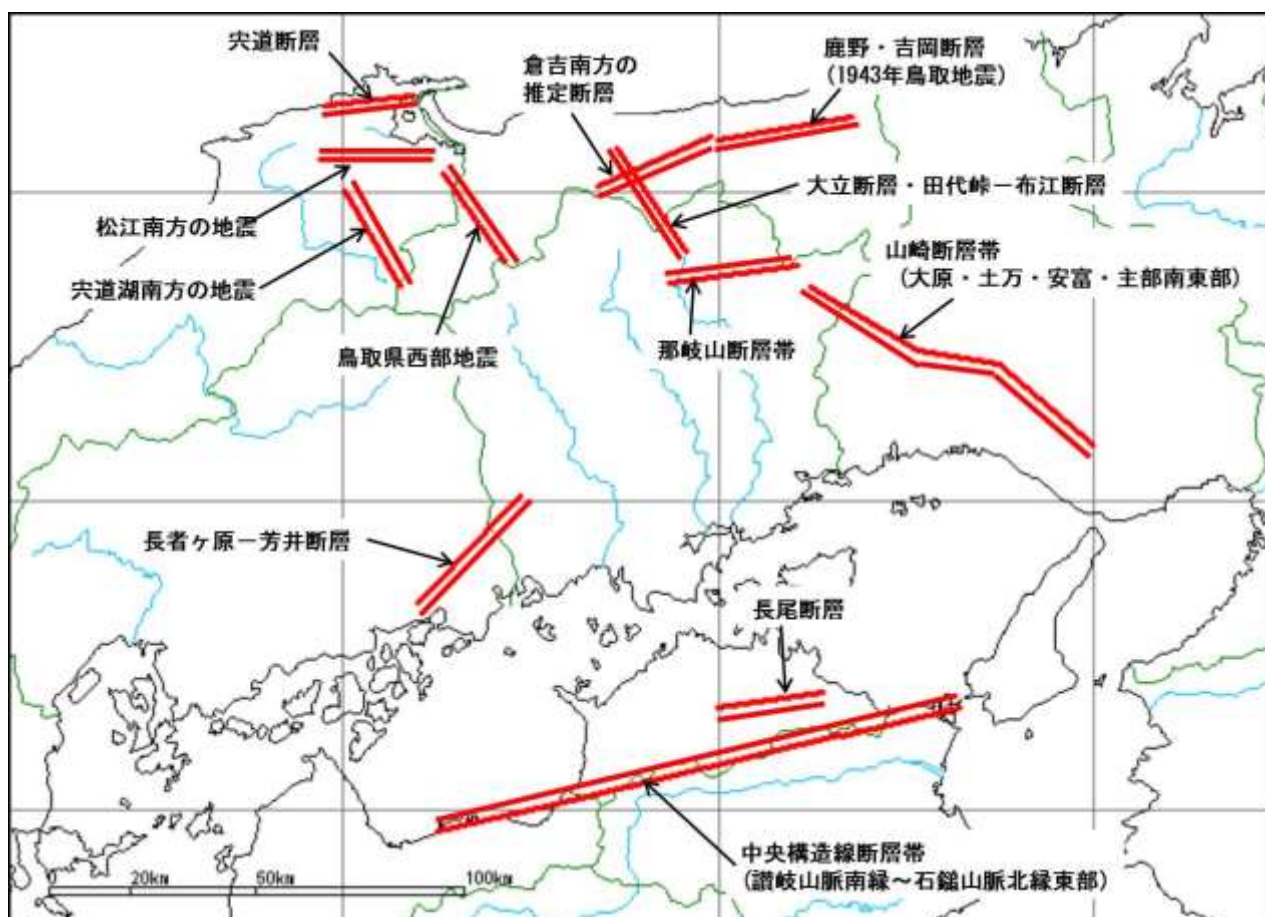 宍道断層
倉吉南方の
推定断層
鹿野・吉岡断層
(1943年鳥取地震)
大立断層・田代峠－布江断層
松江南方の地震
山崎断層帯
(大原・土万・安富・主部南東部)
宍道湖南方の地震
鳥取県西部地震
那岐山断層帯
長者ヶ原－芳井断層
長尾断層
中央構造線断層帯
(讃岐山脈南縁～石鎚山脈北縁東部)
0 20km 50km 100km